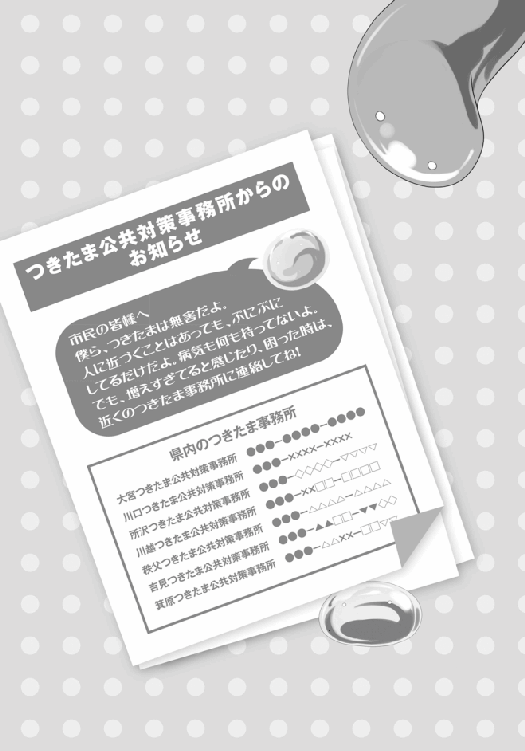 つきたま公共対策事務所からの
お知らせ
市民の皆様へ
僕ら、つきたまは無害だよ。
人に近づくことはあっても、ぷにぷに
してるだけだよ。病気も何も持ってないよ。
でも、増えすぎてると感じたり、困った時は、
近くのつきたま事務所に連絡してね!
県内のつきたま事務所
大宮つきたま公共対策事務所 ●●●−●●●●−●●●●
川口つきたま公共対策事務所 ●●●−××××−××××
所沢つきたま公共対策事務所 ●●●−◇◇◇◇−▽▽▽▽
川越つきたま公共対策事務所 ●●●−××□□−□□□□
秩父つきたま公共対策事務所 ●●●−△△△△−△△△△
吉見つきたま公共対策事務所 ●●●−▲▲□□−▼▼◇◇
箕原つきたま公共対策事務所 ●●●−△△××−□□▽▽